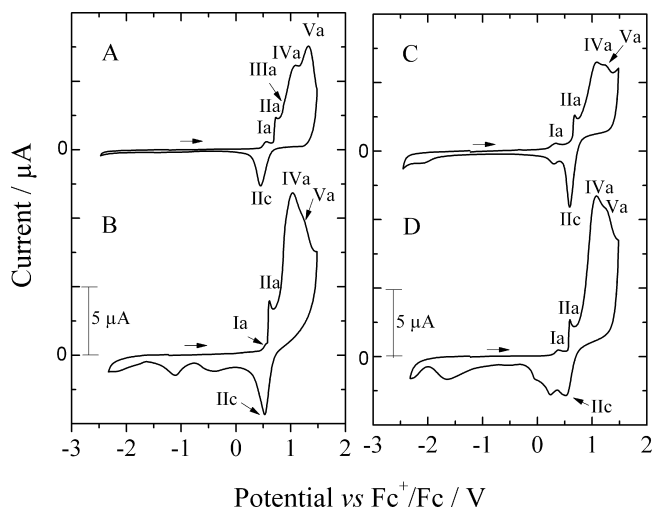 A
Va
IVa
IIIa
IIa
Ia
0
IIc
C
IVa
Va
IIa
Ia
0
IIc
B
IVa
Va
IIa
Ia
5 µA
0
IIc
D
IVa
Va
IIa
Ia
5 µA
0
IIc
Current / µA
-3 -2 -1 0 1 2
-3 -2 -1 0 1 2
Potential vs Fc⁺/Fc / V